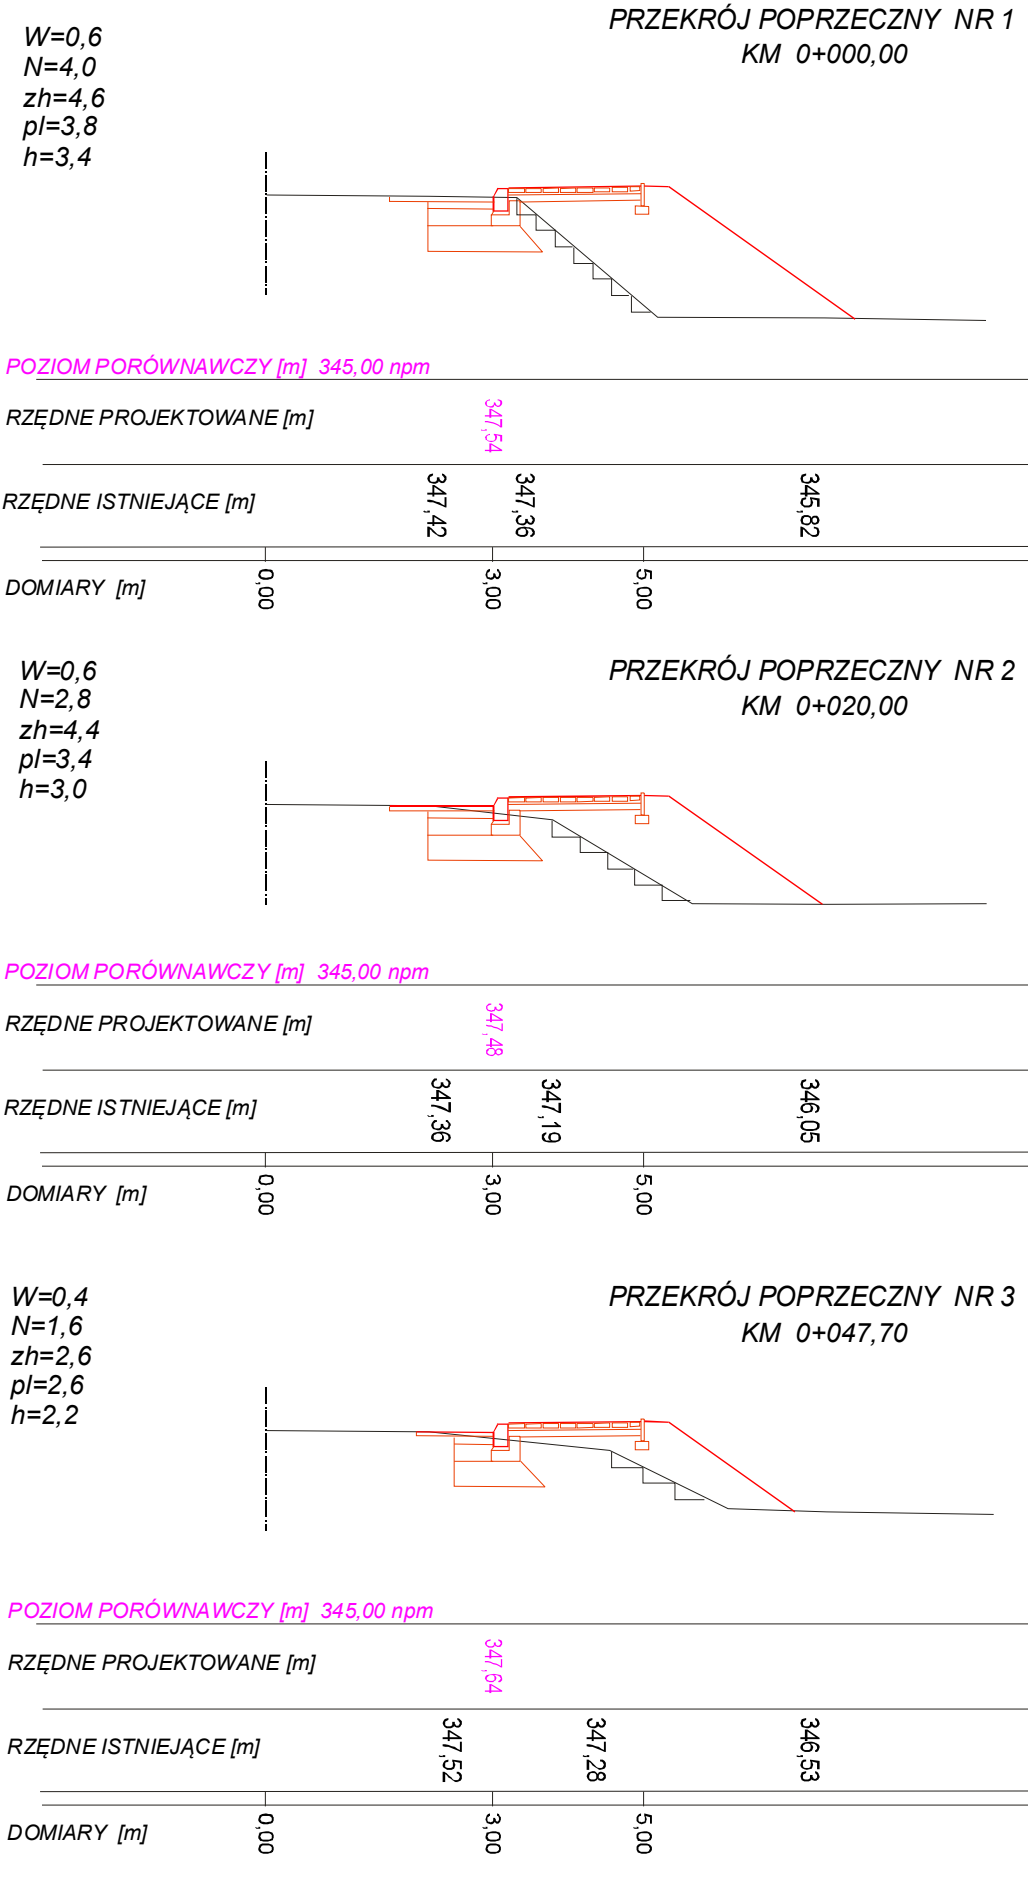 PRZEKRÓJ POPRZECZNY NR 1
KM 0+000,00
W=0,6
N=4,0
zh=4,6
pl=3,8
h=3,4
POZIOM PORÓWNAWCZY [m] 345,00 npm
RZĘDNE PROJEKTOWANE [m]
347,54
RZĘDNE ISTNIEJĄCE [m]
347,42
347,36
345,82
DOMIARY [m]
0,00
3,00
5,00
PRZEKRÓJ POPRZECZNY NR 2
KM 0+020,00
W=0,6
N=2,8
zh=4,4
pl=3,4
h=3,0
POZIOM PORÓWNAWCZY [m] 345,00 npm
RZĘDNE PROJEKTOWANE [m]
347,48
RZĘDNE ISTNIEJĄCE [m]
347,36
347,19
346,05
DOMIARY [m]
0,00
3,00
5,00
PRZEKRÓJ POPRZECZNY NR 3
KM 0+047,70
W=0,4
N=1,6
zh=2,6
pl=2,6
h=2,2
POZIOM PORÓWNAWCZY [m] 345,00 npm
RZĘDNE PROJEKTOWANE [m]
347,64
RZĘDNE ISTNIEJĄCE [m]
347,52
347,28
346,53
DOMIARY [m]
0,00
3,00
5,00